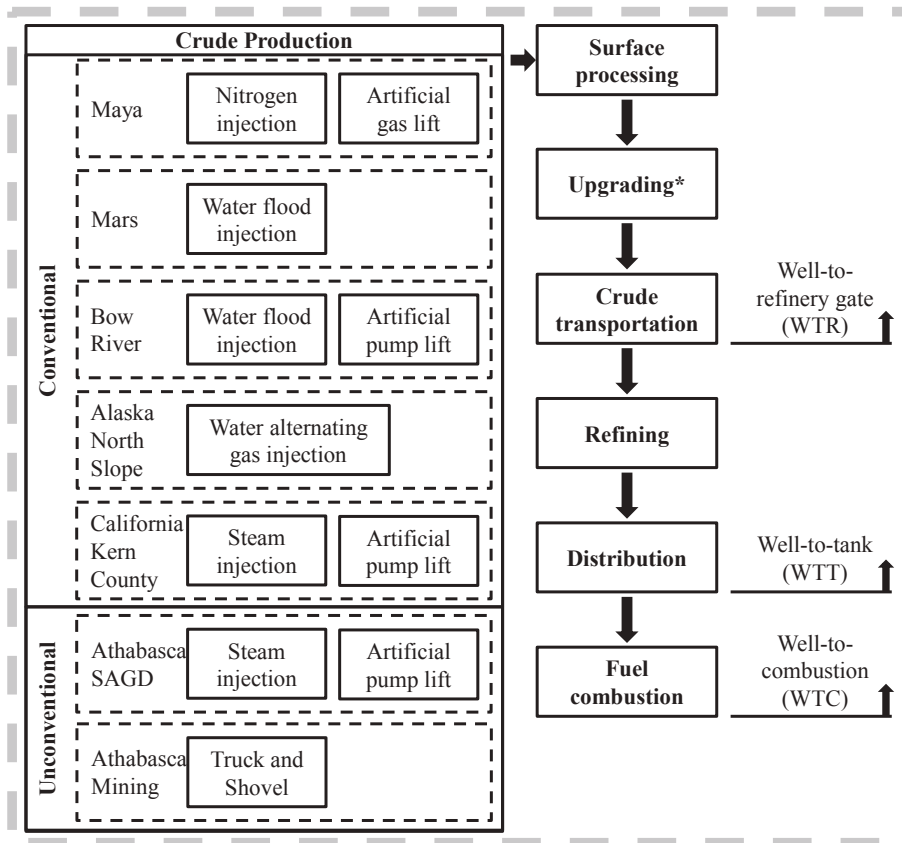 Crude Production
Conventional
Maya
Nitrogen
injection
Artificial
gas lift
Mars
Water flood
injection
Bow
River
Water flood
injection
Artificial
pump lift
Alaska
North
Slope
Water alternating
gas injection
California
Kern
County
Steam
injection
Artificial
pump lift
Unconventional
Athabasca
SAGD
Steam
injection
Artificial
pump lift
Athabasca
Mining
Truck and
Shovel
Surface
processing
Upgrading*
Crude
transportation
Well-to-
refinery gate
(WTR)
Refining
Distribution
Well-to-tank
(WTT)
Fuel
combustion
Well-to-
combustion
(WTC)